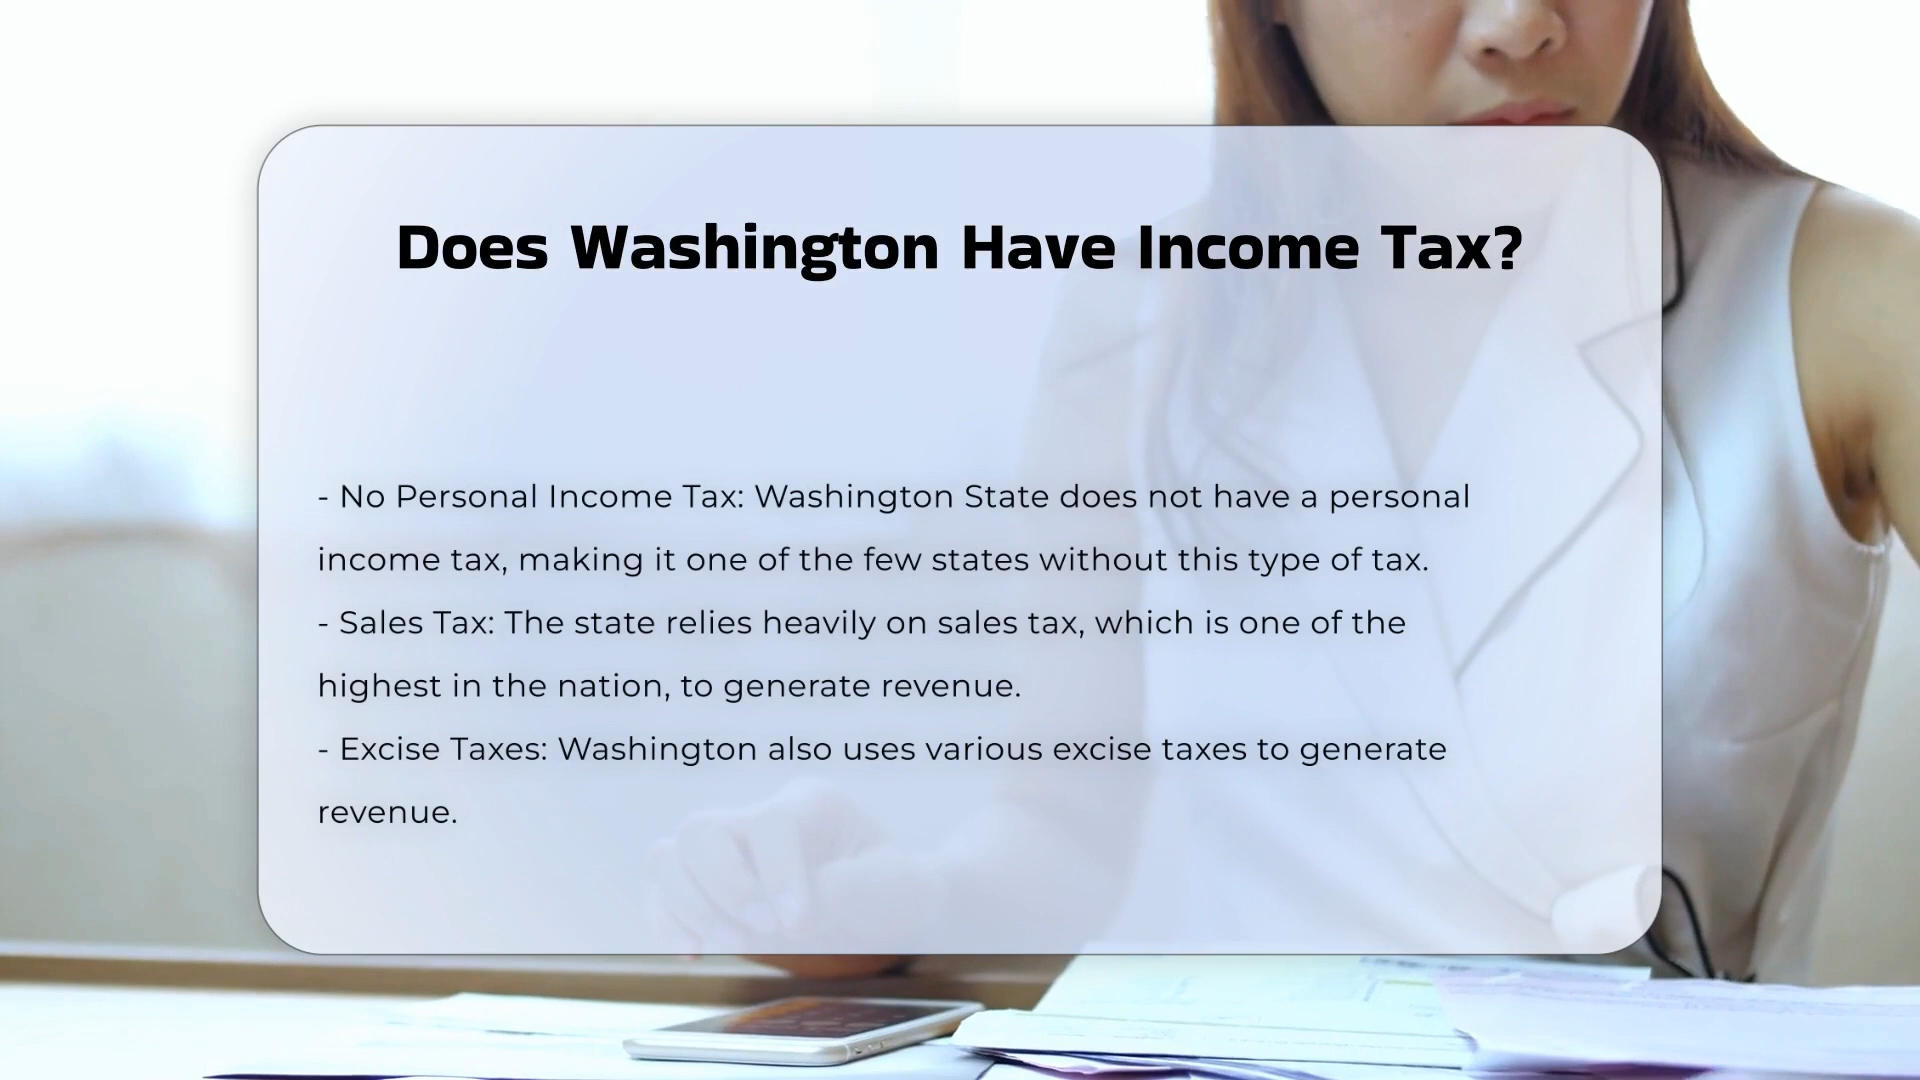 Does Washington Have Income Tax?
- No Personal Income Tax: Washington State does not have a personal
income tax, making it one of the few states without this type of tax.
- Sales Tax: The state relies heavily on sales tax, which is one of the
highest in the nation, to generate revenue.
- Excise Taxes: Washington also uses various excise taxes to generate
revenue.